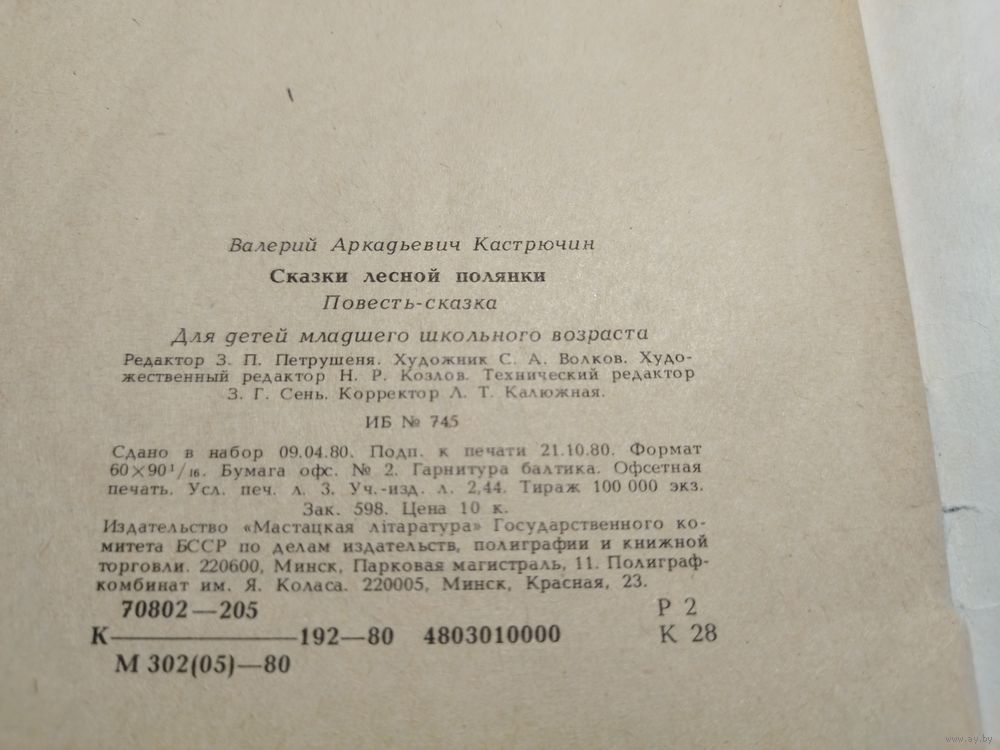 Валерий Аркадьевич Кастрючин
Сказки лесной полянки
Повесть-сказка
Для детей младшего школьного возраста
Редактор З. П. Петрушеня. Художник С. А. Волков. Худо-
жественный редактор Н. Р. Козлов. Технический редактор
З. Г. Сень. Корректор Л. Т. Калюжная.
ИБ № 745
Сдано в набор 09.04.80. Подп. к печати 21.10.80. Формат
60×90¹/₁₆. Бумага офс. № 2. Гарнитура балтика. Офсетная
печать. Усл. печ. л. 3. Уч.-изд. л. 2,44. Тираж 100 000 экз.
Зак. 598. Цена 10 к.
Издательство «Мастацкая літаратура» Государственного ко-
митета БССР по делам издательств, полиграфии и книжной
торговли. 220600, Минск, Парковая магистраль, 11. Полиграф-
комбинат им. Я. Коласа. 220005, Минск, Красная, 23.
70802—205 Р 2
К————192—80 4803010000 К 28
М 302(05)—80
www.ay.by